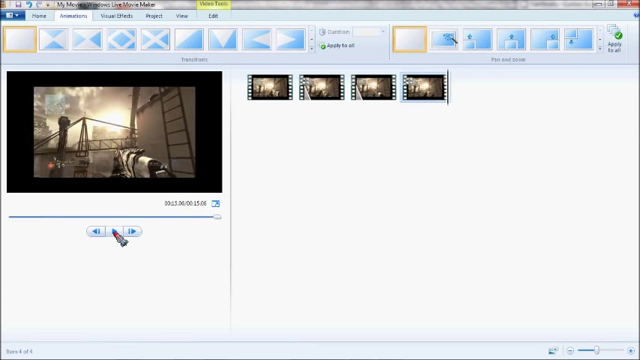 My Movie - Windows Live Movie Maker
Video Tools
Home
Animations
Visual Effects
Project
View
Edit
Duration:
Apply to all
Transitions
Apply to all
Pan and zoom
00:15.06/00:15.06
Item 4 of 4